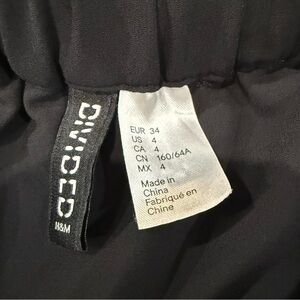 DIVIDED
H&M
EUR 34
US 4
CA 4
CN 160/64A
MX 4
Made in
China
Fabriqué en
Chine